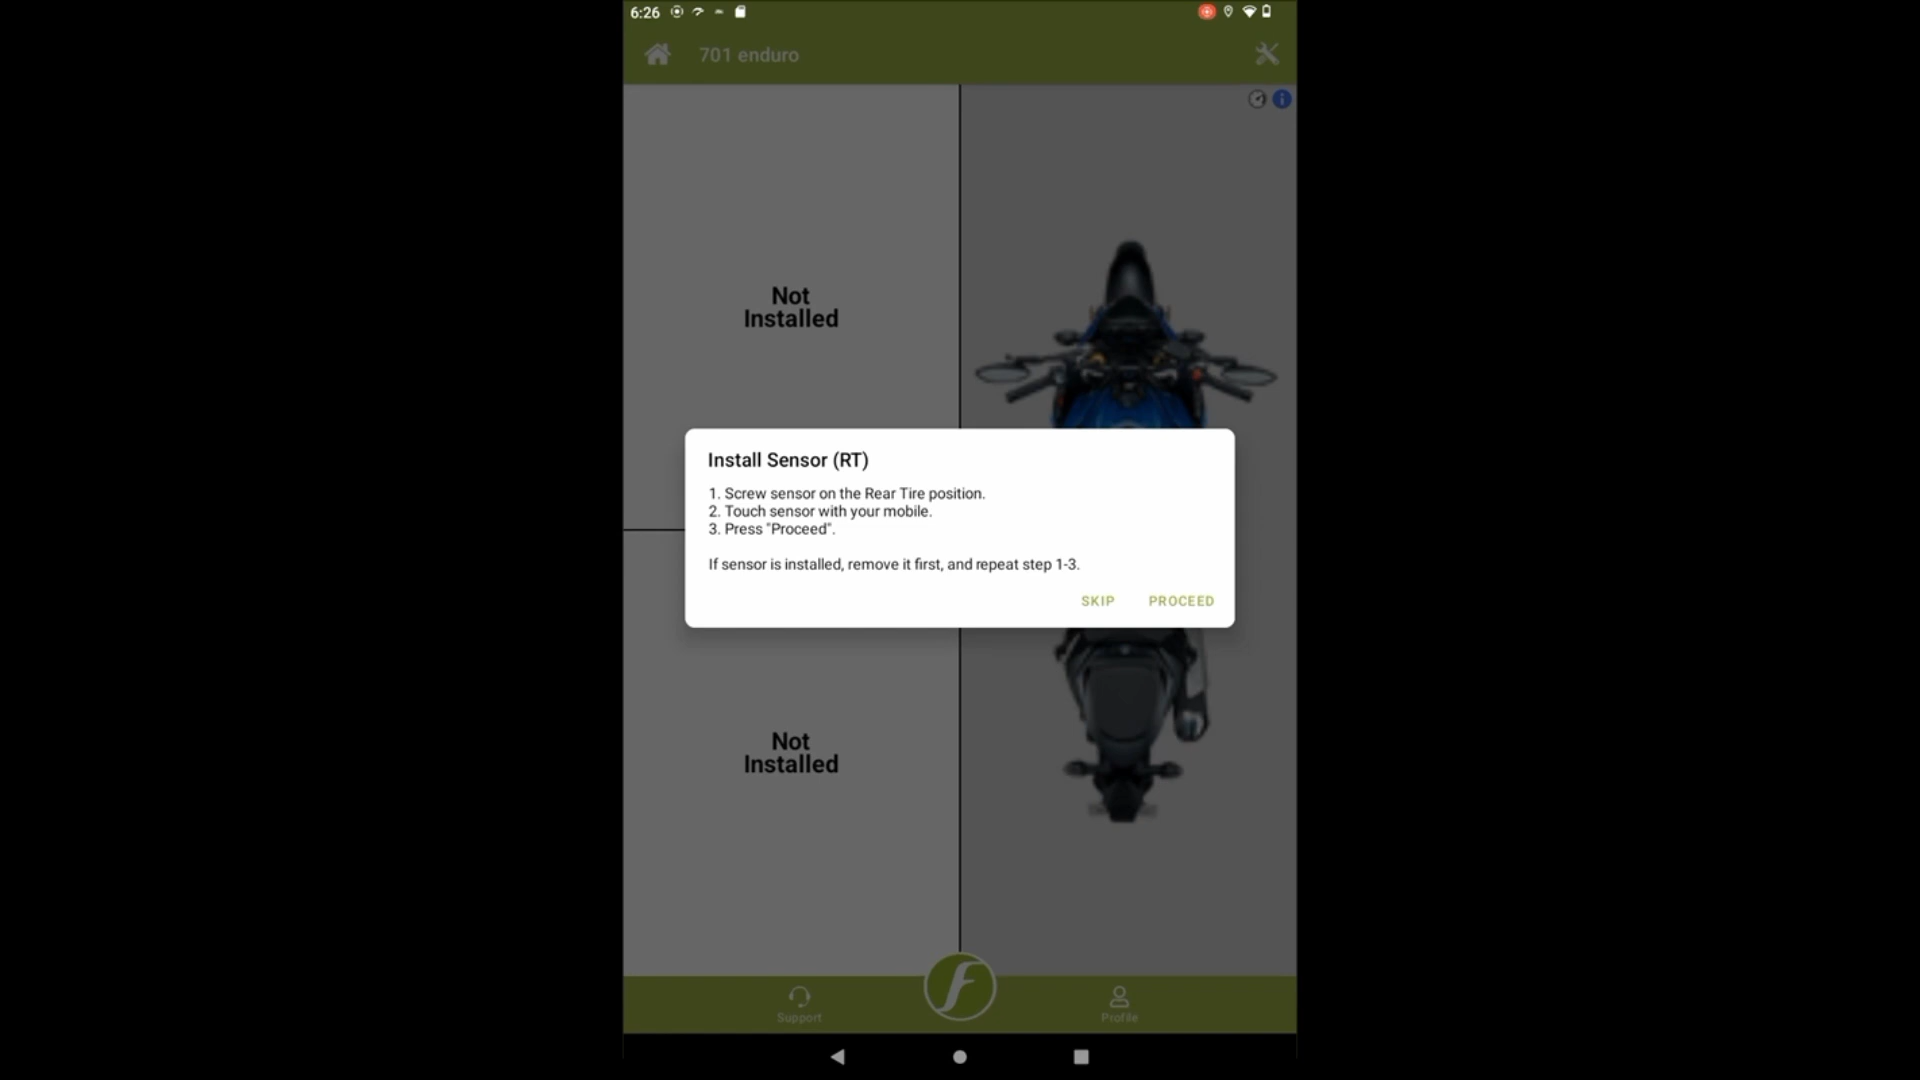 6:26
701 enduro
Not
Installed
Install Sensor (RT)
1. Screw sensor on the Rear Tire position.
2. Touch sensor with your mobile.
3. Press "Proceed".
If sensor is installed, remove it first, and repeat step 1-3.
SKIP PROCEED
Not
Installed
Support
Profile